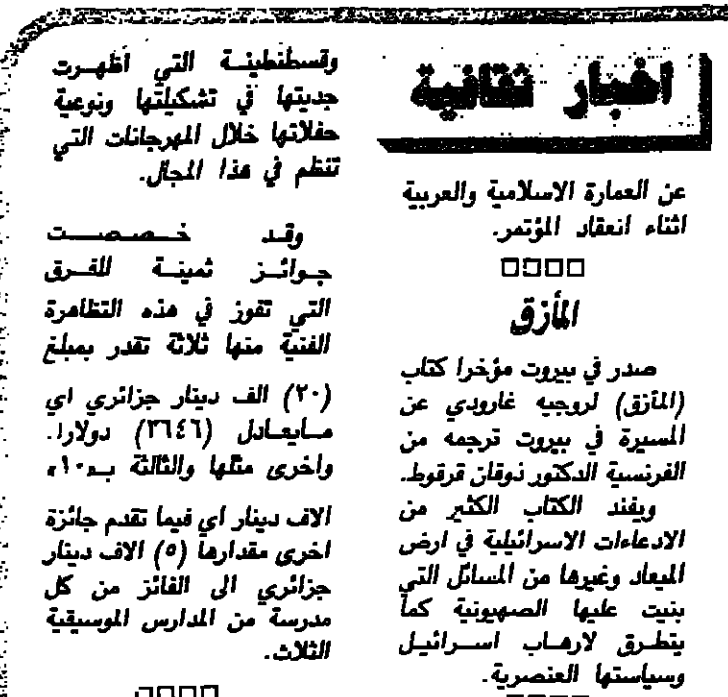 اخبار ثقافية
عن العمارة الاسلامية والعربية
اثناء انعقاد المؤتمر.
□□□□
المأزق
صدر في بيروت مؤخرا كتاب
(المأزق) لروجيه غارودي عن
المسيرة في بيروت ترجمه من
الفرنسية الدكتور ذوقان قرقوط.
ويفند الكتاب الكثير من
الادعاءات الاسرائيلية في ارض
الميعاد وغيرها من المسائل التي
بنيت عليها الصهيونية كما
يتطرق لارهاب اسرائيل
وسياستها العنصرية.
□□□□
وقسطنطينة التي اظهرت
جديتها في تشكيلتها ونوعية
حفلاتها خلال المهرجانات التي
تنظم في هذا المجال.
وقد خصصت
جوائز ثمينة للفرق
التي تفوز في هذه التظاهرة
الفنية منها ثلاثة تقدر بمبلغ
(٢٠) الف دينار جزائري اي
مايعادل (٢٦٤٦) دولارا.
واخرى مثلها والثالثة بـ«١٠»
الاف دينار اي فيما تقدم جائزة
اخرى مقدارها (٥) الاف دينار
جزائري الى الفائز من كل
مدرسة من المدارس الموسيقية
الثلاث.
□□□□